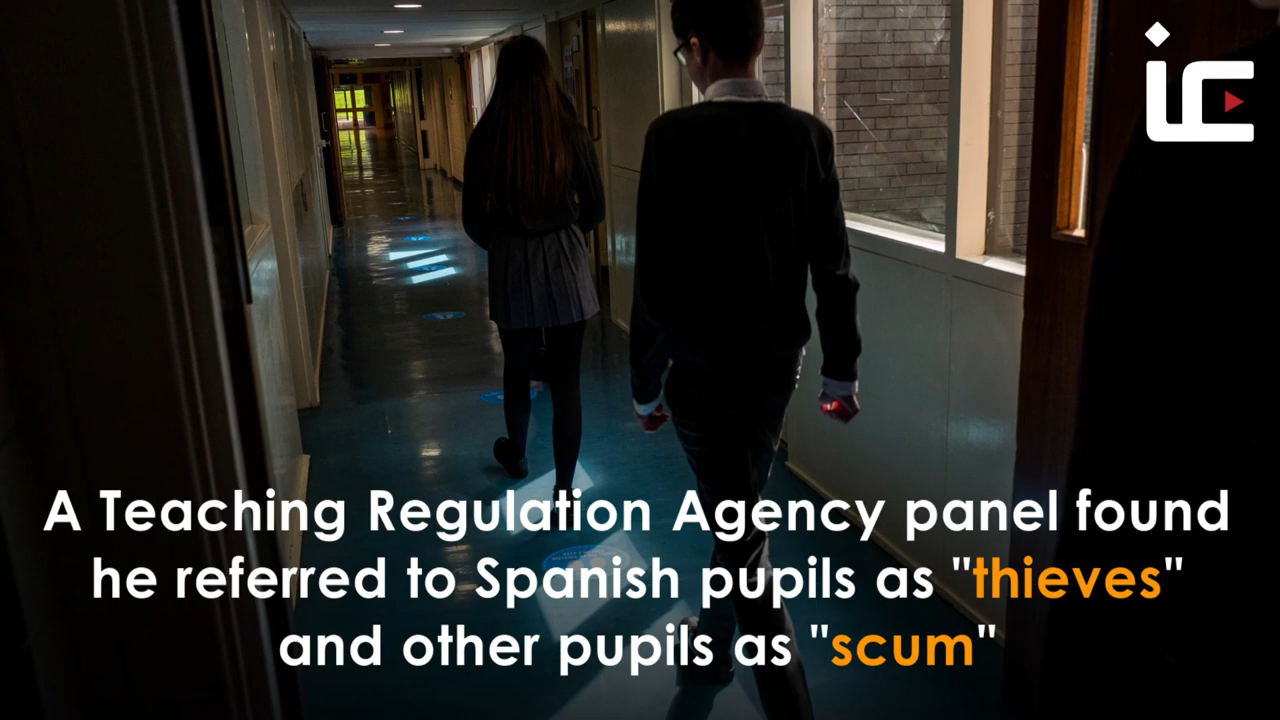 A Teaching Regulation Agency panel found
he referred to Spanish pupils as "thieves"
and other pupils as "scum"